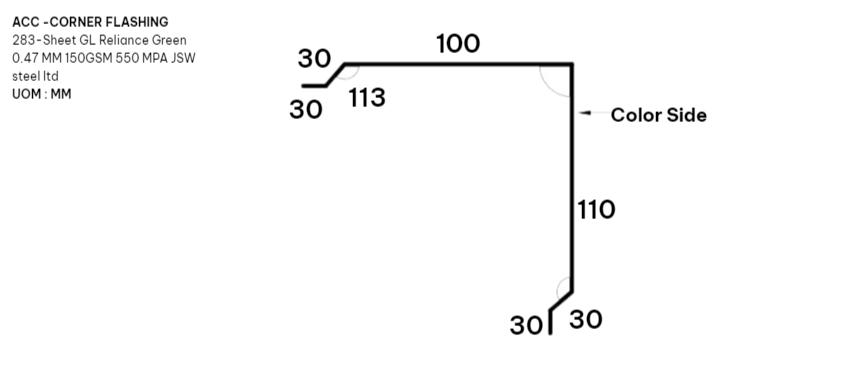 ACC -CORNER FLASHING
283-Sheet GL Reliance Green
0.47 MM 150GSM 550 MPA JSW
steel ltd
UOM : MM
100
30
30
113
Color Side
110
30
30